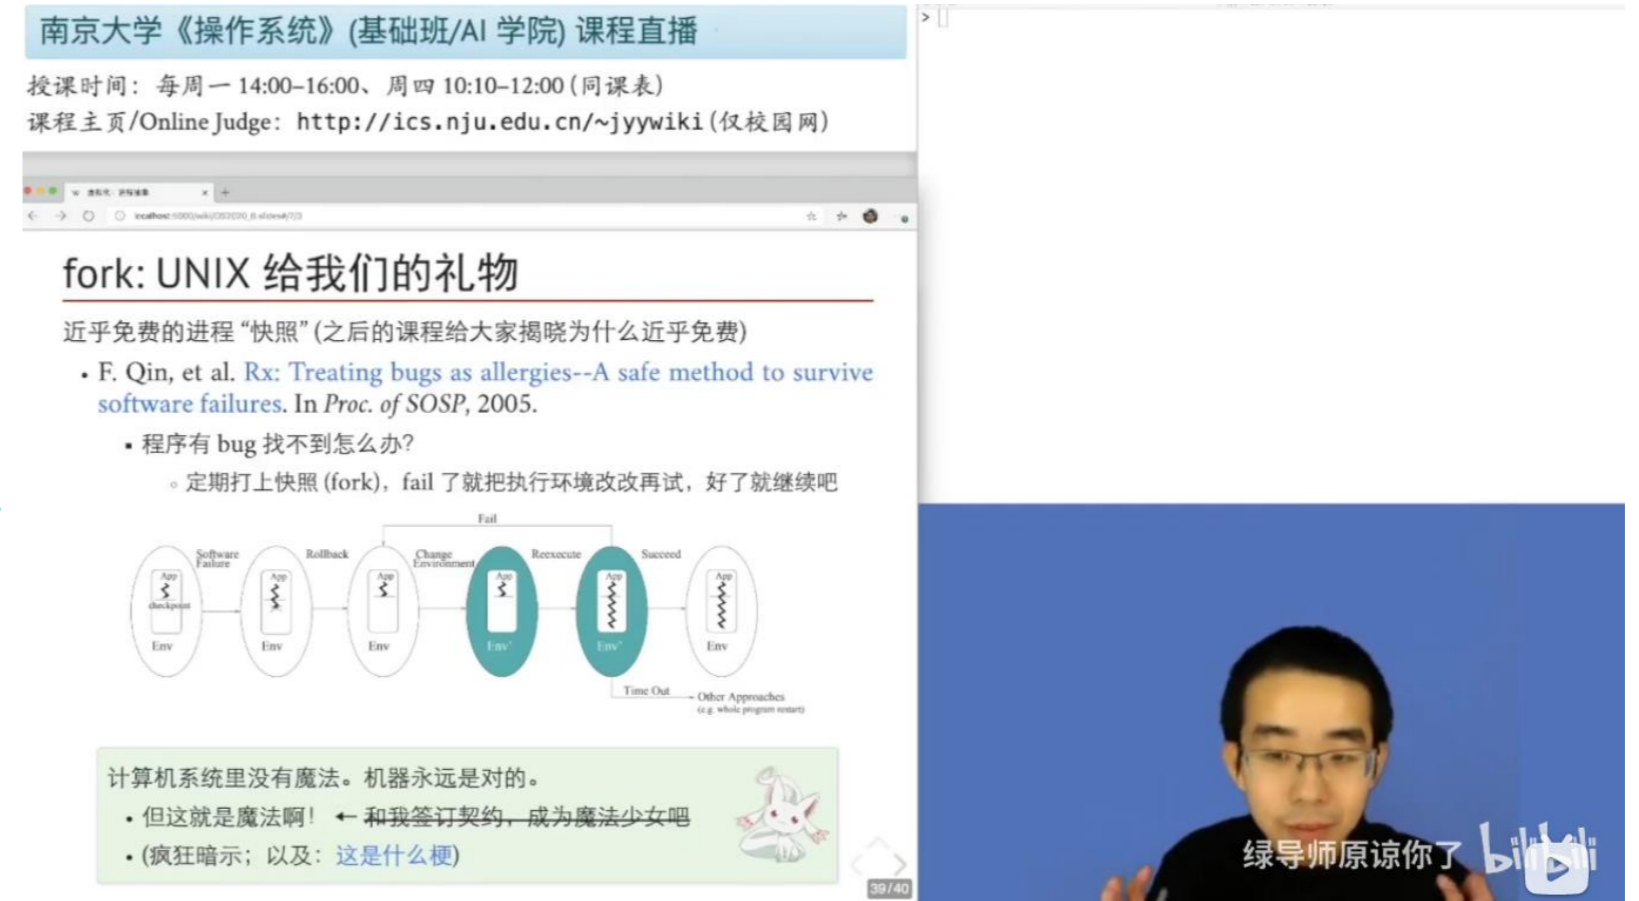 南京大学《操作系统》(基础班/AI 学院) 课程直播
授课时间：每周一 14:00–16:00、周四 10:10–12:00 (同课表)
课程主页/Online Judge：http://ics.nju.edu.cn/~jyywiki (仅校园网)
fork: UNIX 给我们的礼物
近乎免费的进程 “快照” (之后的课程给大家揭晓为什么近乎免费)
• F. Qin, et al. Rx: Treating bugs as allergies--A safe method to survive
software failures. In Proc. of SOSP, 2005.
▪ 程序有 bug 找不到怎么办?
◦ 定期打上快照 (fork)，fail 了就把执行环境改改再试，好了就继续吧
Fail
Software
Failure
Rollback
Change
Environment
Reexecute
Succeed
App
App
App
App
App
App
checkpoint
Env
Env
Env
Env'
Env'
Env
Time Out
Other Approaches
(e.g. whole program restart)
计算机系统里没有魔法。机器永远是对的。
• 但这就是魔法啊！ ← 和我签订契约，成为魔法少女吧
• (疯狂暗示；以及：这是什么梗)
39/40
>
绿导师原谅你了
bilibili